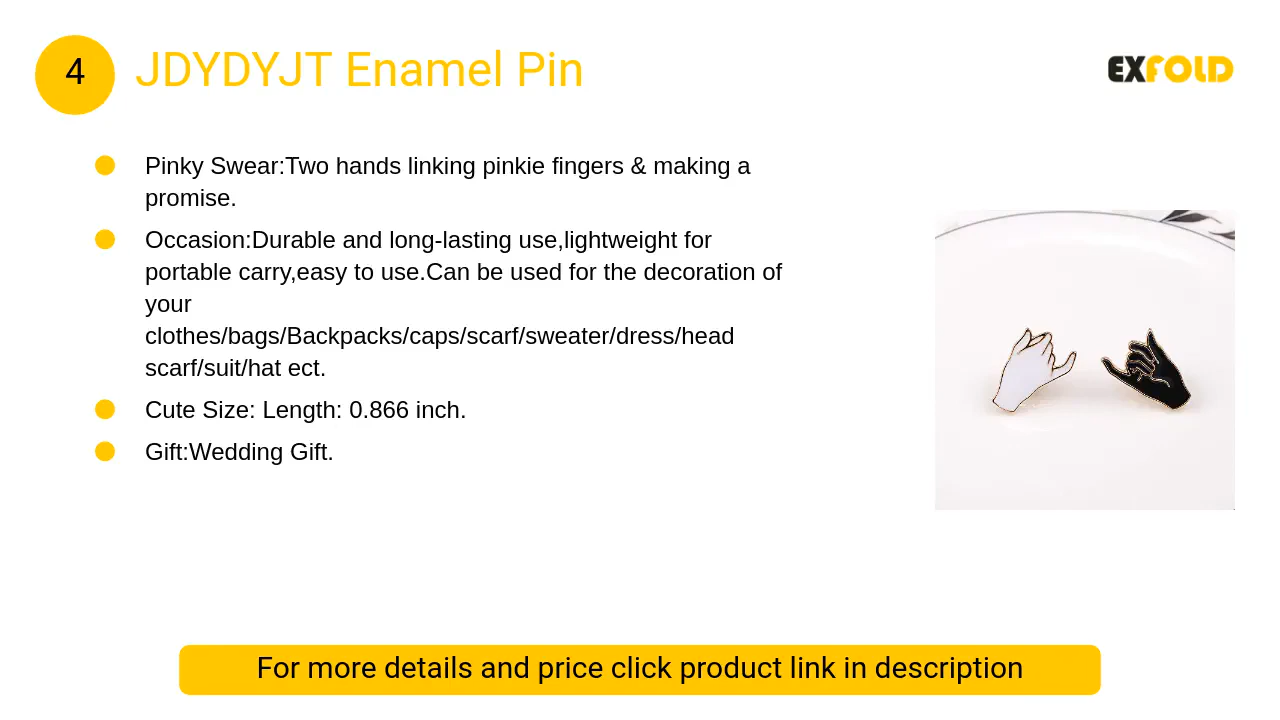 4
JDYDYJT Enamel Pin
EXFOLD
Pinky Swear:Two hands linking pinkie fingers & making a
promise.
Occasion:Durable and long-lasting use,lightweight for
portable carry,easy to use.Can be used for the decoration of
your
clothes/bags/Backpacks/caps/scarf/sweater/dress/head
scarf/suit/hat ect.
Cute Size: Length: 0.866 inch.
Gift:Wedding Gift.
For more details and price click product link in description